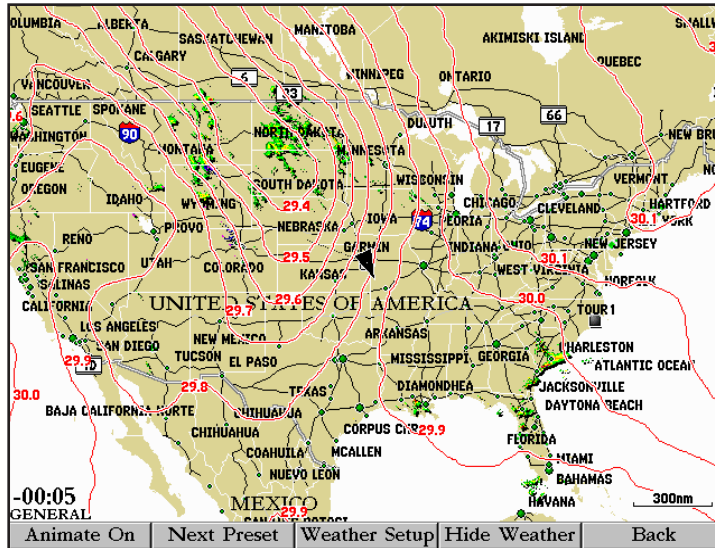 OLUMBIA
ALBERTA
MANITOBA
SASKATCHEWAN
AKIMISKI ISLAND
SMALLW
CALGARY
QUEBEC
VANCOUVER
6
WINNIPEG
ONTARIO
SEATTLE
SPOKANE
83
66
WASHINGTON
90
NORTH DAKOTA
DULUTH
17
NEW BRU
MONTANA
MINNESOTA
EUGENE
VERMONT
OREGON
IDAHO
SOUTH DAKOTA
WISCONSIN
WYOMING
29.4
CHICAGO
CLEVELAND
HARTFORD
PROVO
IOWA
74
PEORIA
30.1
YORK
RENO
NEBRASKA
GARMIN
INDIANA
OHIO
NEW JERSEY
UTAH
29.5
30.1
SAN FRANCISCO
COLORADO
KANSAS
WEST VIRGINIA
SALINAS
NORFOLK
CALIFORNIA
29.6
UNITED STATES OF AMERICA
30.0
29.7
TOUR1
LOS ANGELES
NEW MEXICO
ARKANSAS
SAN DIEGO
CHARLESTON
29.9
TUCSON
EL PASO
MISSISSIPPI
GEORGIA
ATLANTIC OCEAN
10
29.8
TEXAS
DIAMONDHEA
JACKSONVILLE
30.0
BAJA CALIFORNIA NORTE
CHIHUAHUA
DAYTONA BEACH
CHIHUAHUA
CORPUS CHR
29.9
FLORIDA
COAHUILA
MCALLEN
MIAMI
NUEVO LEON
BAHAMAS
-00:05
MEXICO
HAVANA
300nm
GENERAL
29.9
SAN LUIS POTOSI
Animate On
Next Preset
Weather Setup
Hide Weather
Back